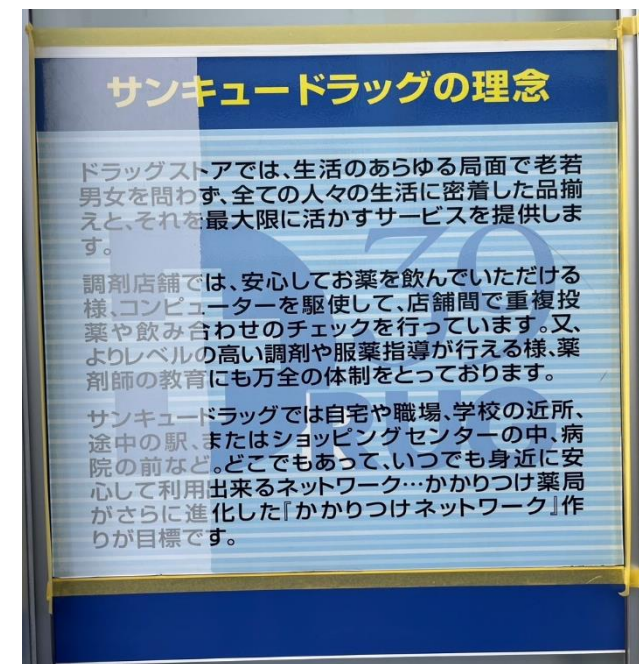 サンキュードラッグの理念
ドラッグストアでは、生活のあらゆる局面で老若
男女を問わず、全ての人々の生活に密着した品揃
えと、それを最大限に活かすサービスを提供しま
す。
調剤店舗では、安心してお薬を飲んでいただける
様、コンピューターを駆使して、店舗間で重複投
薬や飲み合わせのチェックを行っています。又、
よりレベルの高い調剤や服薬指導が行える様、薬
剤師の教育にも万全の体制をとっております。
サンキュードラッグでは自宅や職場、学校の近所、
途中の駅、またはショッピングセンターの中、病
院の前など。どこでもあって、いつでも身近に安
心して利用出来るネットワーク…かかりつけ薬局
がさらに進化した『かかりつけネットワーク』作
りが目標です。
39
DRUG